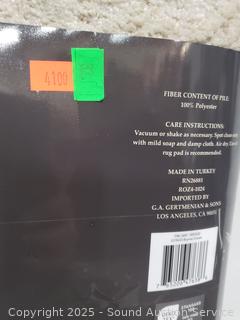 4100
FIBER CONTENT OF PILE:
100% Polyester
CARE INSTRUCTIONS:
Vacuum or shake as necessary. Spot clean
with mild soap and damp cloth. Air dry.
rug pad is recommended.
MADE IN TURKEY
RN26881
ROZ4-1024
IMPORTED BY
G.A. GERTMENIAN & SONS
LOS ANGELES, CA 90031
STANDARD
Copyright 2025 - Sound Auction Service